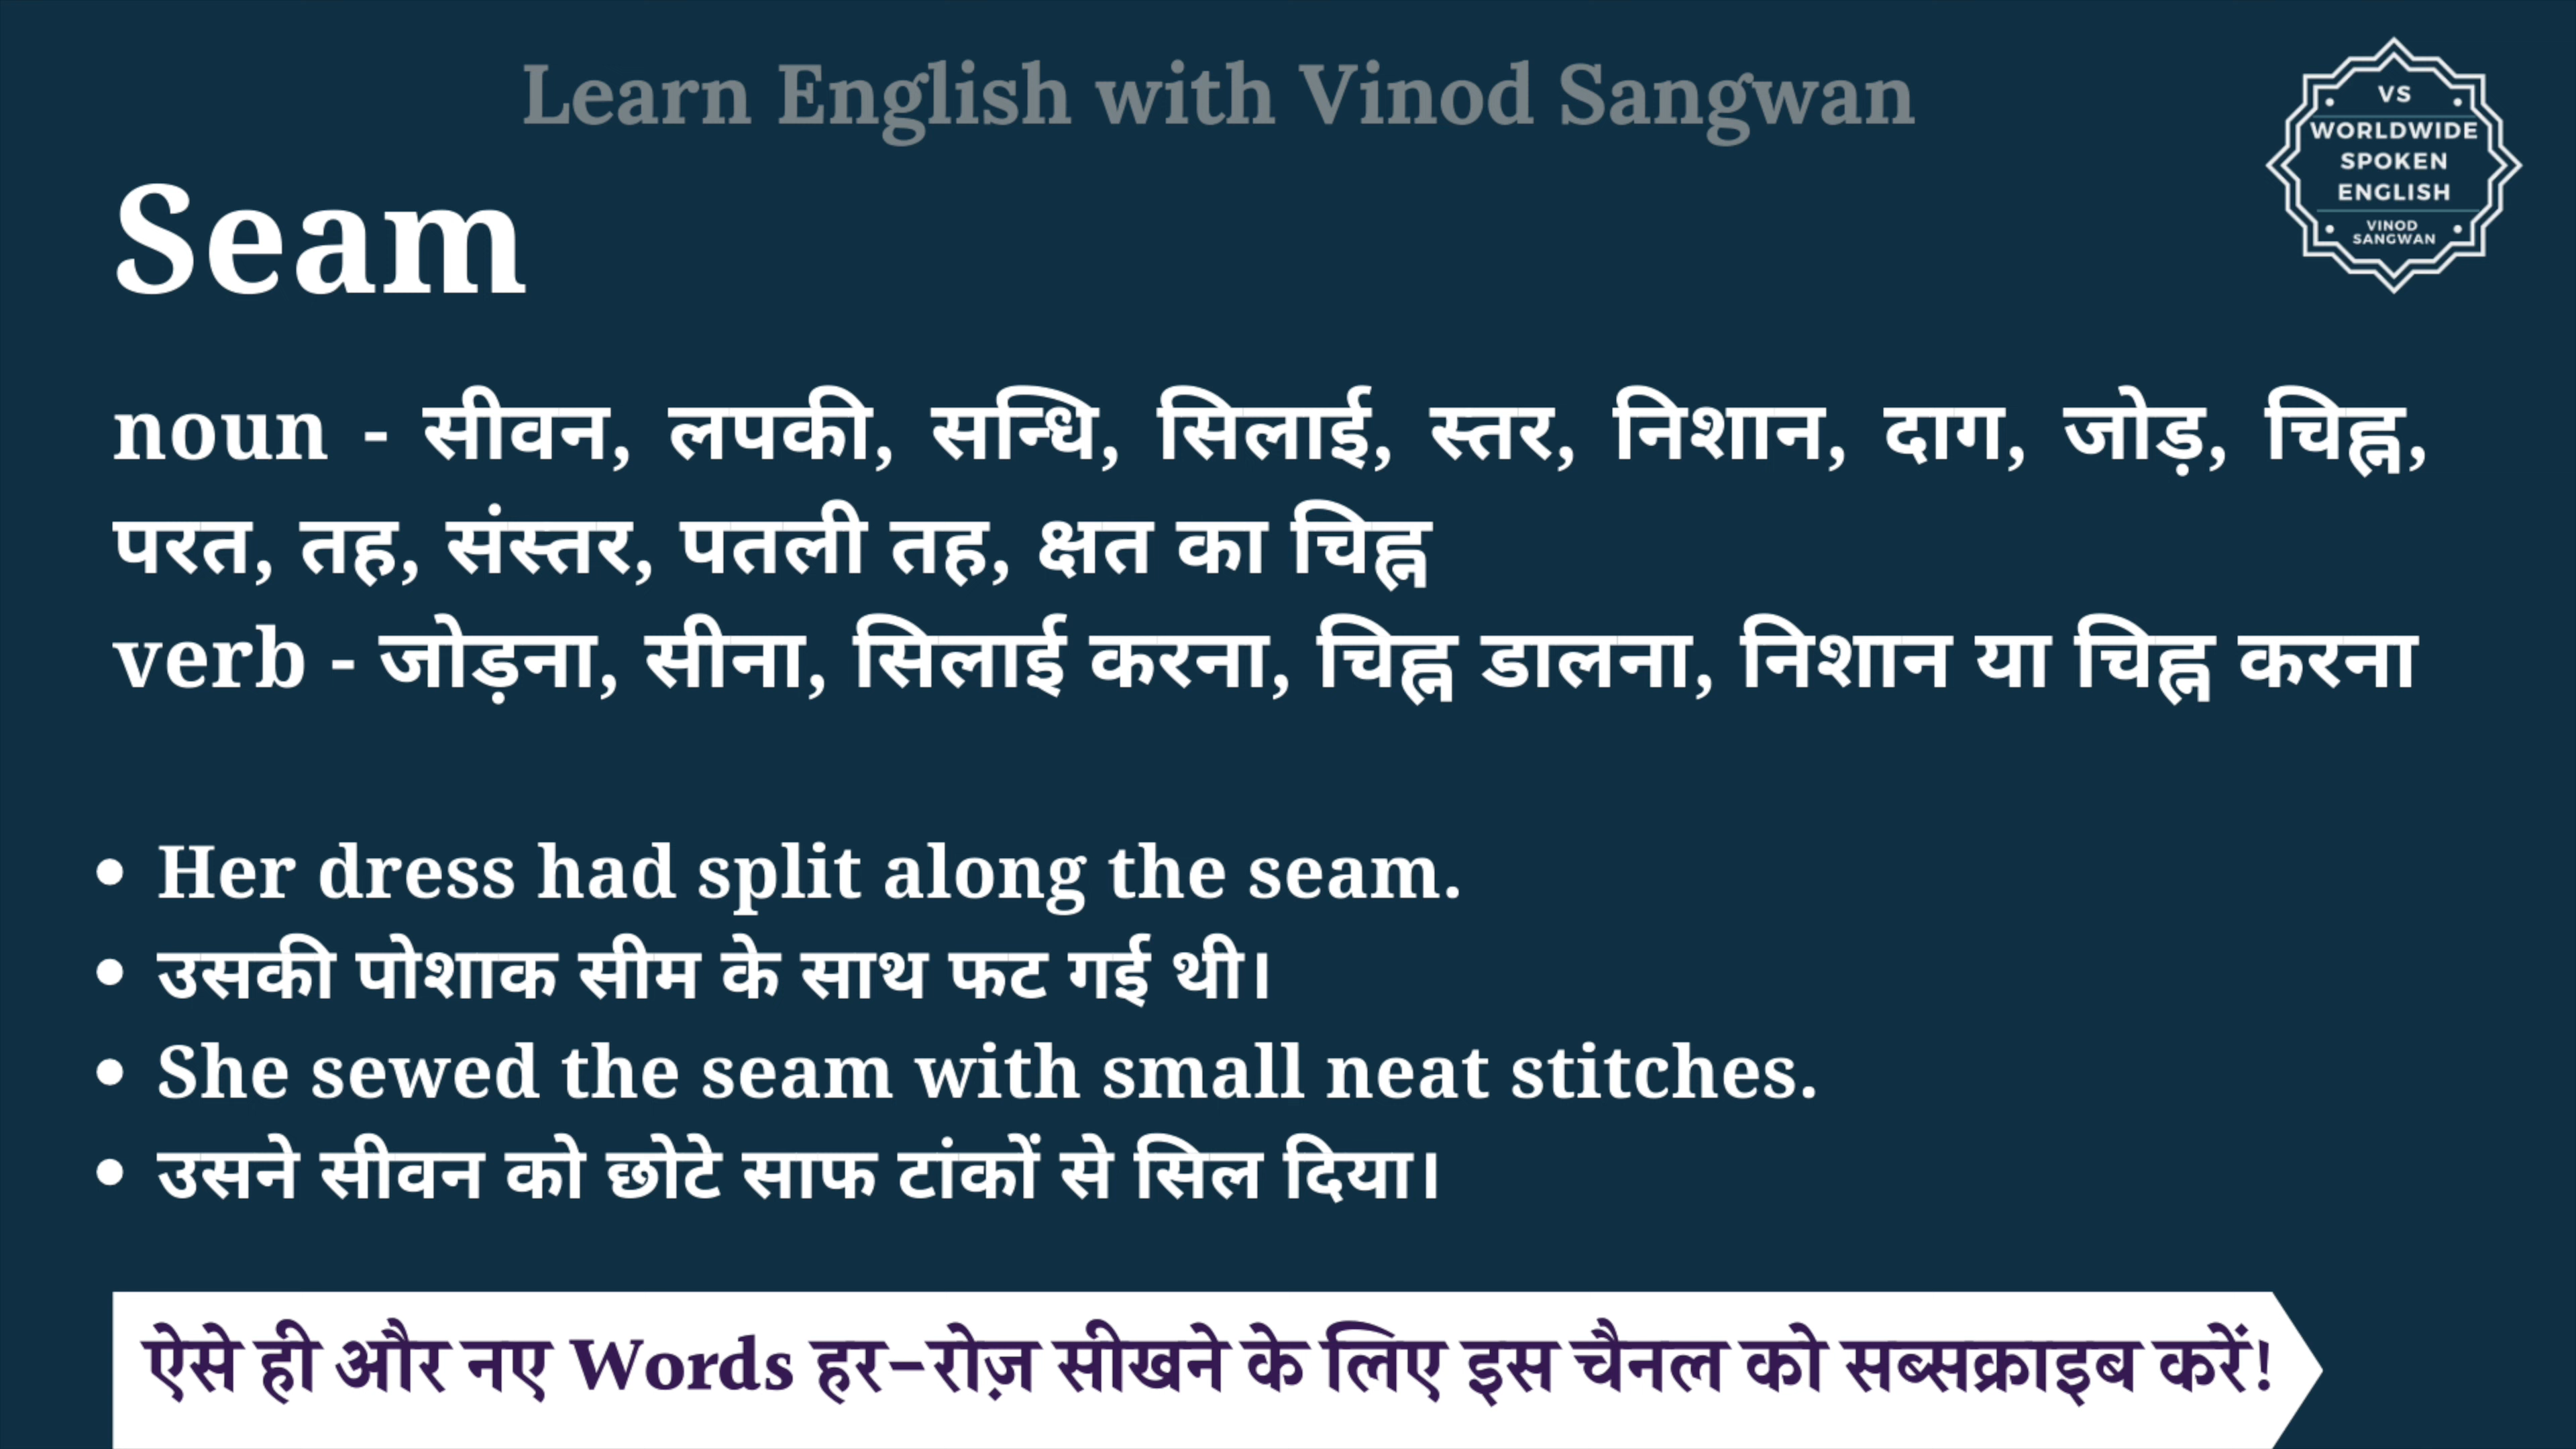 Learn English with Vinod Sangwan
VS
WORLDWIDE
SPOKEN
ENGLISH
VINOD
SANGWAN
Seam
noun - सीवन, लपकी, सन्धि, सिलाई, स्तर, निशान, दाग, जोड़, चिह्न,
परत, तह, संस्तर, पतली तह, क्षत का चिह्न
verb - जोड़ना, सीना, सिलाई करना, चिह्न डालना, निशान या चिह्न करना
• Her dress had split along the seam.
• उसकी पोशाक सीम के साथ फट गई थी।
• She sewed the seam with small neat stitches.
• उसने सीवन को छोटे साफ टांकों से सिल दिया।
ऐसे ही और नए Words हर-रोज़ सीखने के लिए इस चैनल को सब्सक्राइब करें!